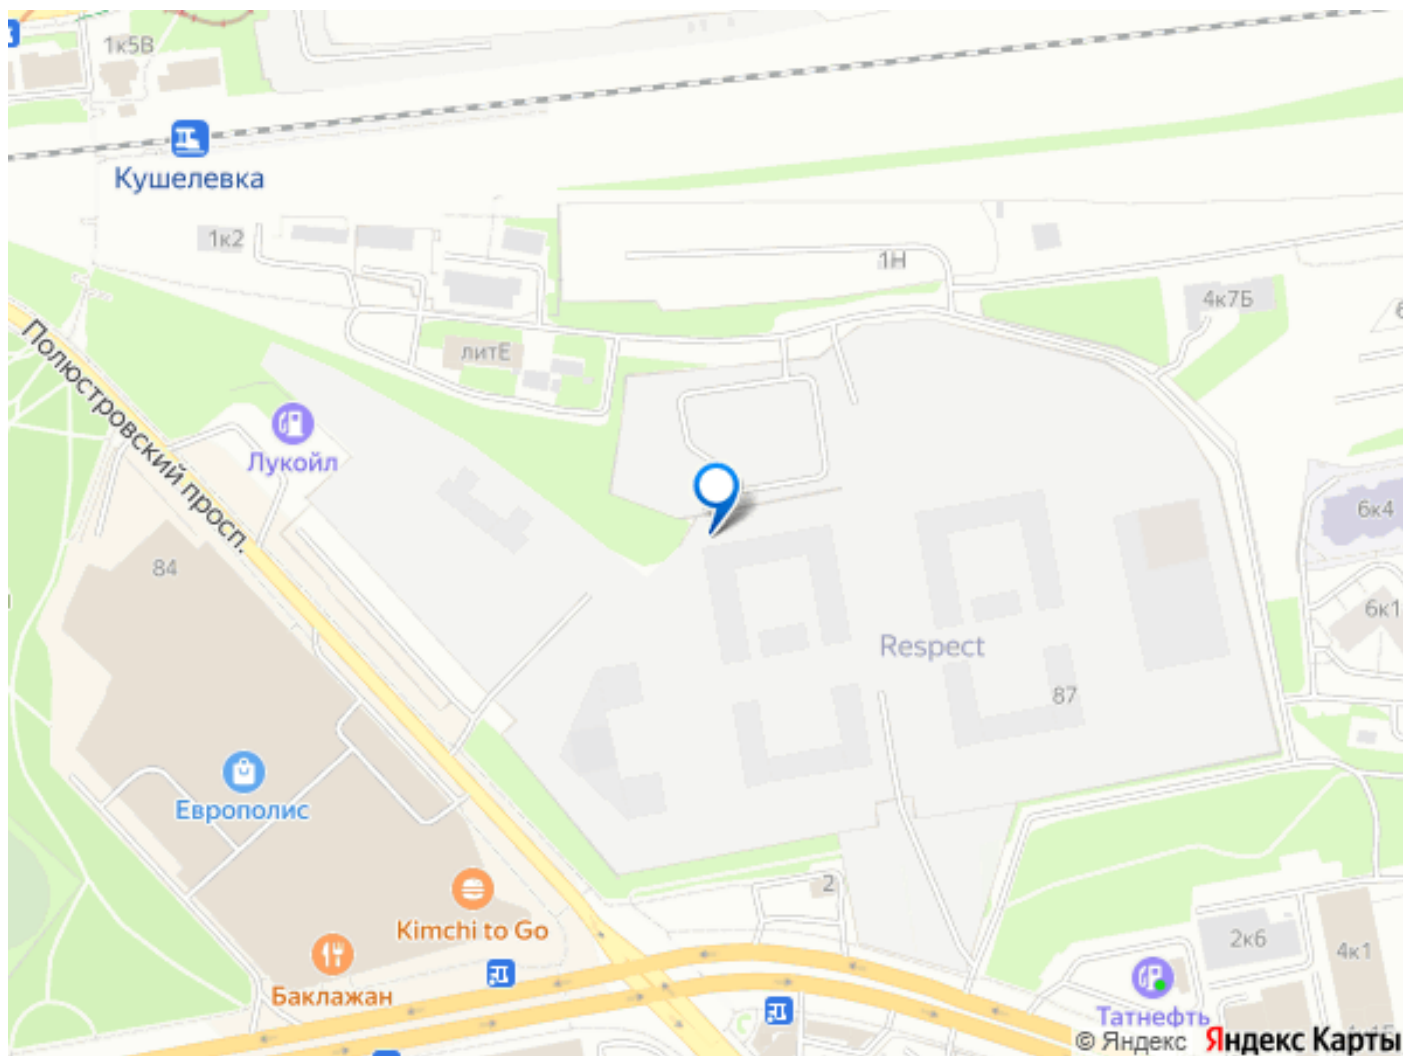 1к5В
Кушелевка
1к2
1Н
4к7Б
литЕ
Полюстровский просп.
Лукойл
84
6к4
6к1
Respect
87
Европолис
2
Kimchi to Go
2к6
4к1
Баклажан
Татнефть
© Яндекс Яндекс Карты